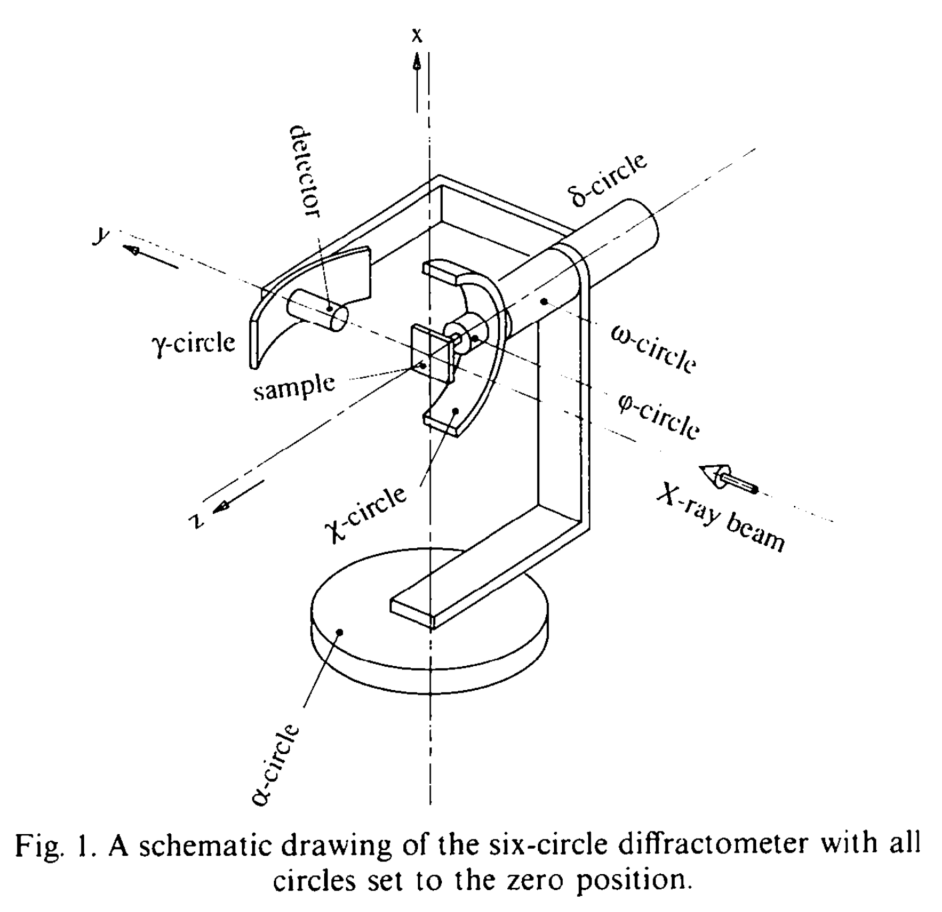 x
detector
δ-circle
y
γ-circle
ω-circle
sample
φ-circle
z
χ-circle
X-ray beam
α-circle
Fig. 1. A schematic drawing of the six-circle diffractometer with all
circles set to the zero position.